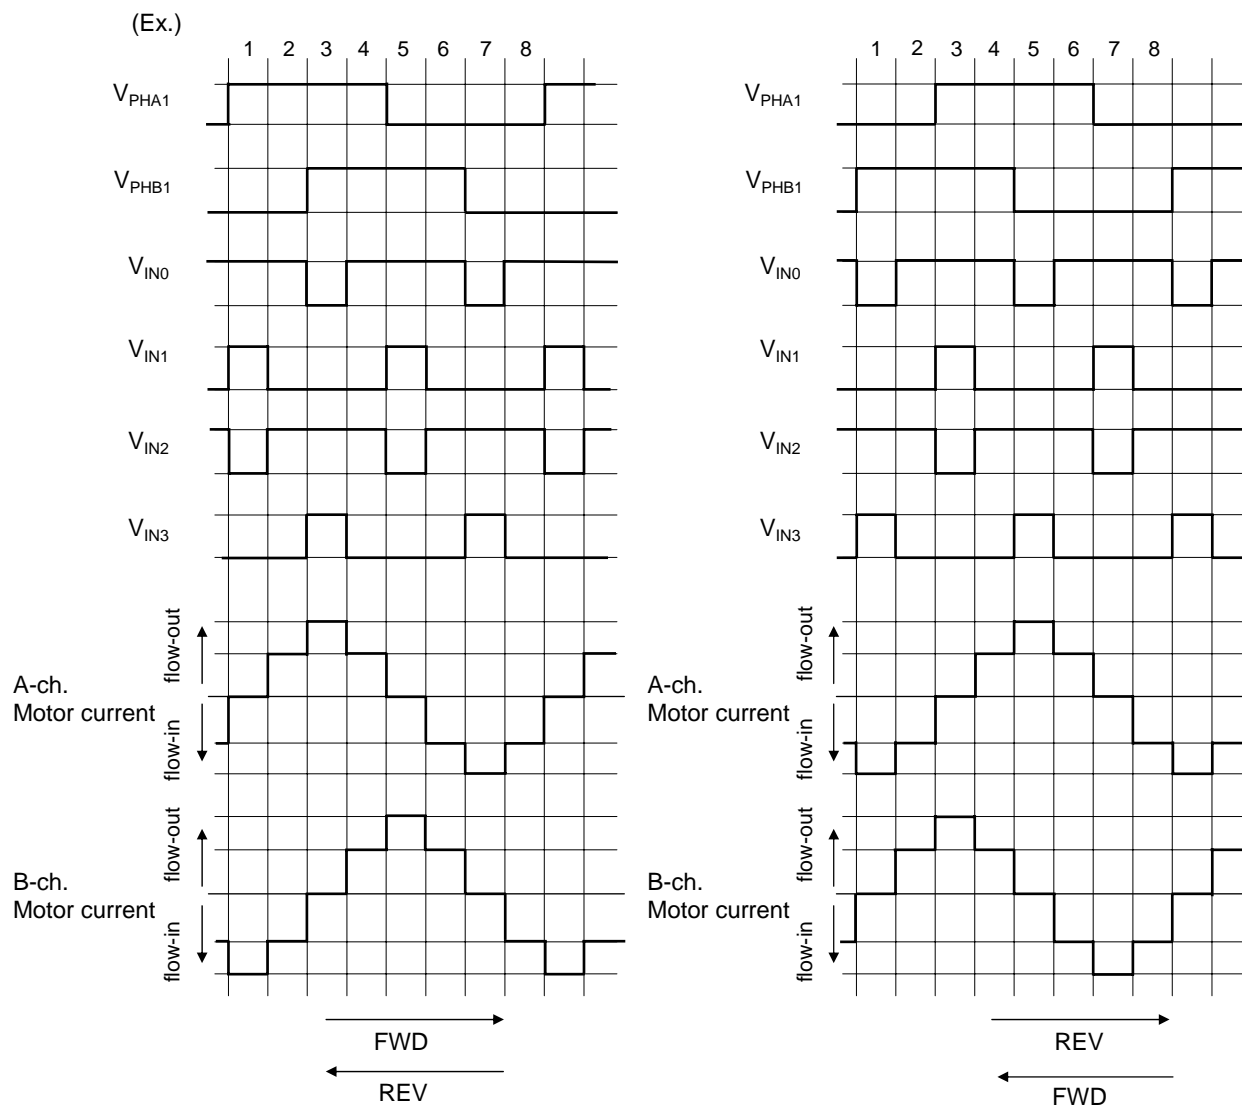 (Ex.)
1 2 3 4 5 6 7 8
VPHA1
VPHB1
VIN0
VIN1
VIN2
VIN3
flow-out
A-ch.
Motor current
flow-in
flow-out
B-ch.
Motor current
flow-in
FWD
REV
1 2 3 4 5 6 7 8
VPHA1
VPHB1
VIN0
VIN1
VIN2
VIN3
flow-out
A-ch.
Motor current
flow-in
flow-out
B-ch.
Motor current
flow-in
REV
FWD